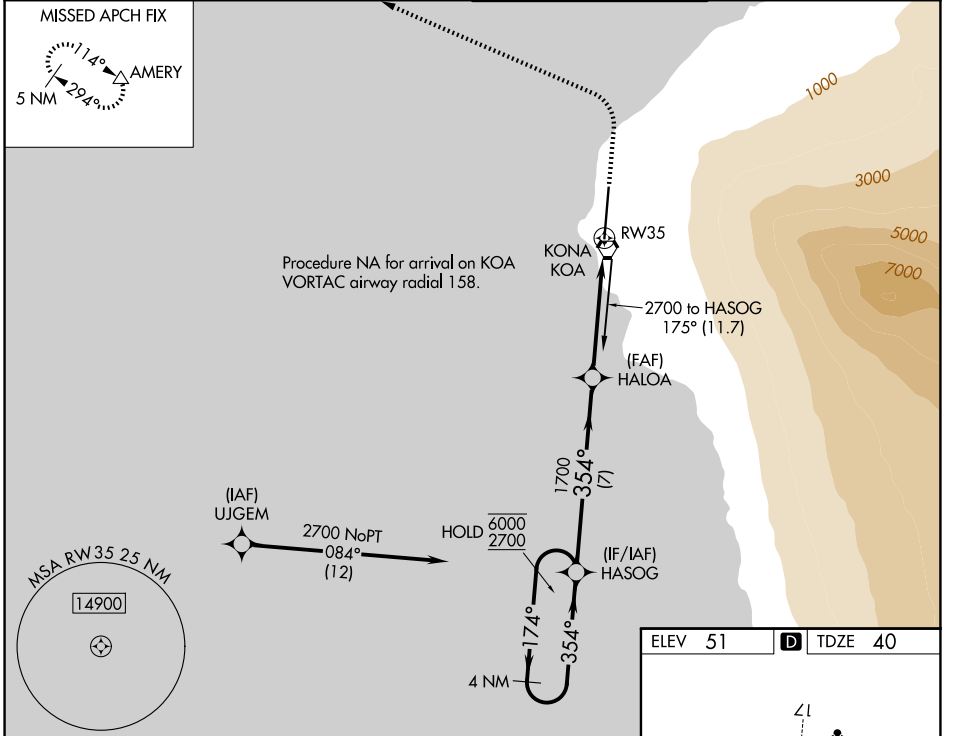 MISSED APCH FIX
114°
AMERY
5 NM
294°
1000
3000
5000
7000
RW35
KONA
KOA
Procedure NA for arrival on KOA
VORTAC airway radial 158.
2700 to HASOG
175° (11.7)
(FAF)
HALOA
1700
354°
(7)
(IAF)
UJGEM
2700 NoPT
084°
(12)
HOLD 6000
2700
(IF/IAF)
HASOG
174°
354°
4 NM
MSA RW35 25 NM
14900
ELEV 51 D TDZE 40
17